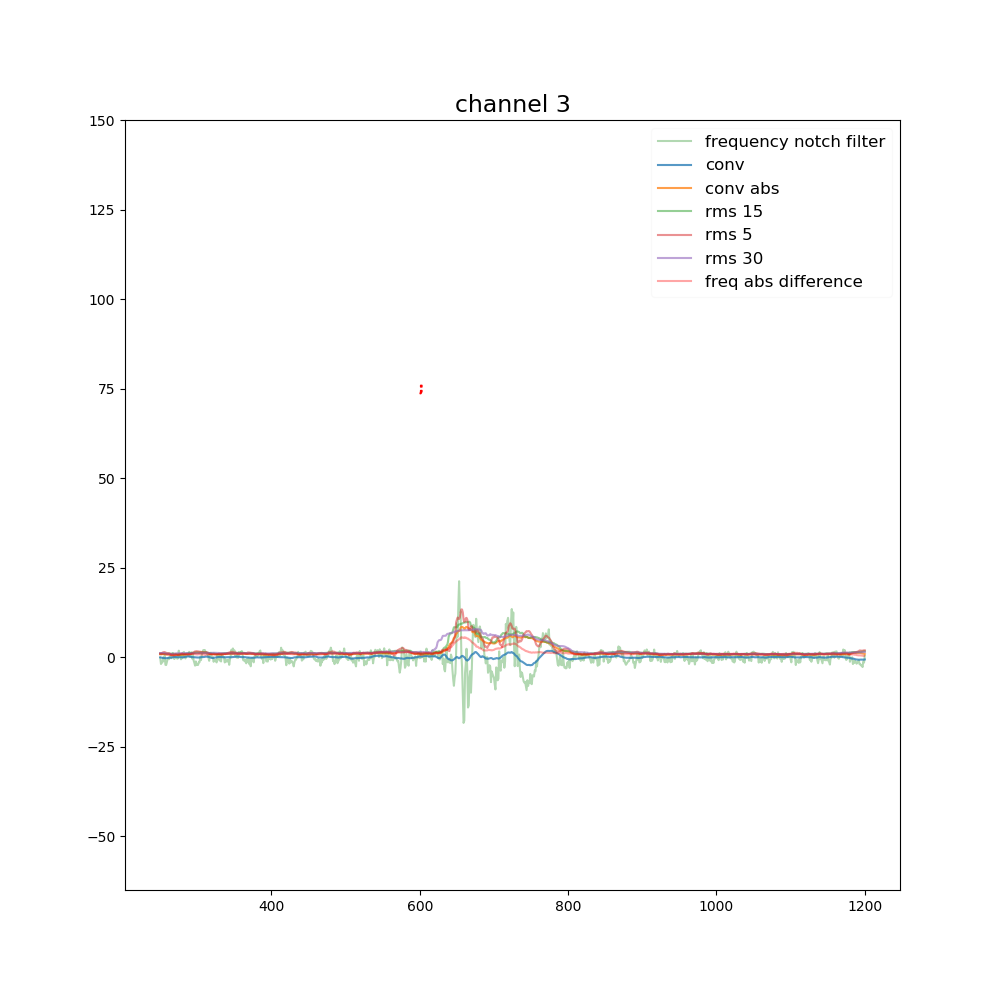 channel 3
150
125
100
75
50
25
0
−25
−50
400
600
800
1000
1200
frequency notch filter
conv
conv abs
rms 15
rms 5
rms 30
freq abs difference
;